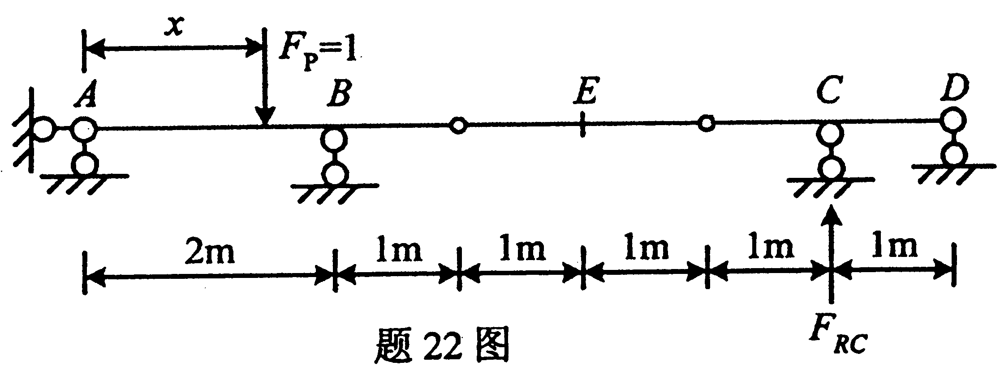 x
F_P=1
A B E C D
2m 1m 1m 1m 1m 1m
F_RC
题 22 图